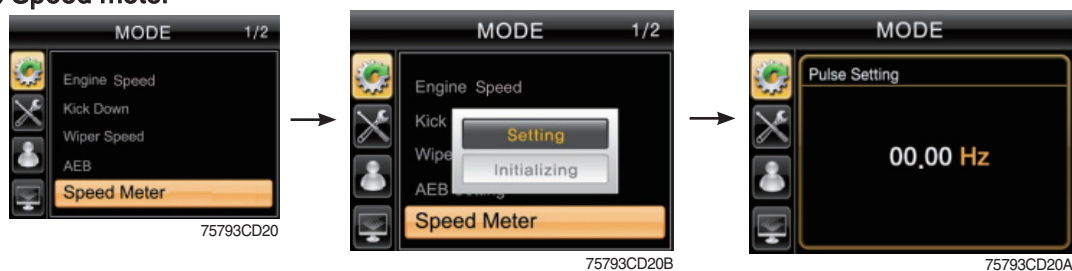 Speed meter
MODE 1/2
Engine Speed
Kick Down
Wiper Speed
AEB
Speed Meter
75793CD20
MODE 1/2
Engine Speed
Kick
Wipe
AEB
Setting
Initializing
Speed Meter
75793CD20B
MODE
Pulse Setting
00.00 Hz
75793CD20A